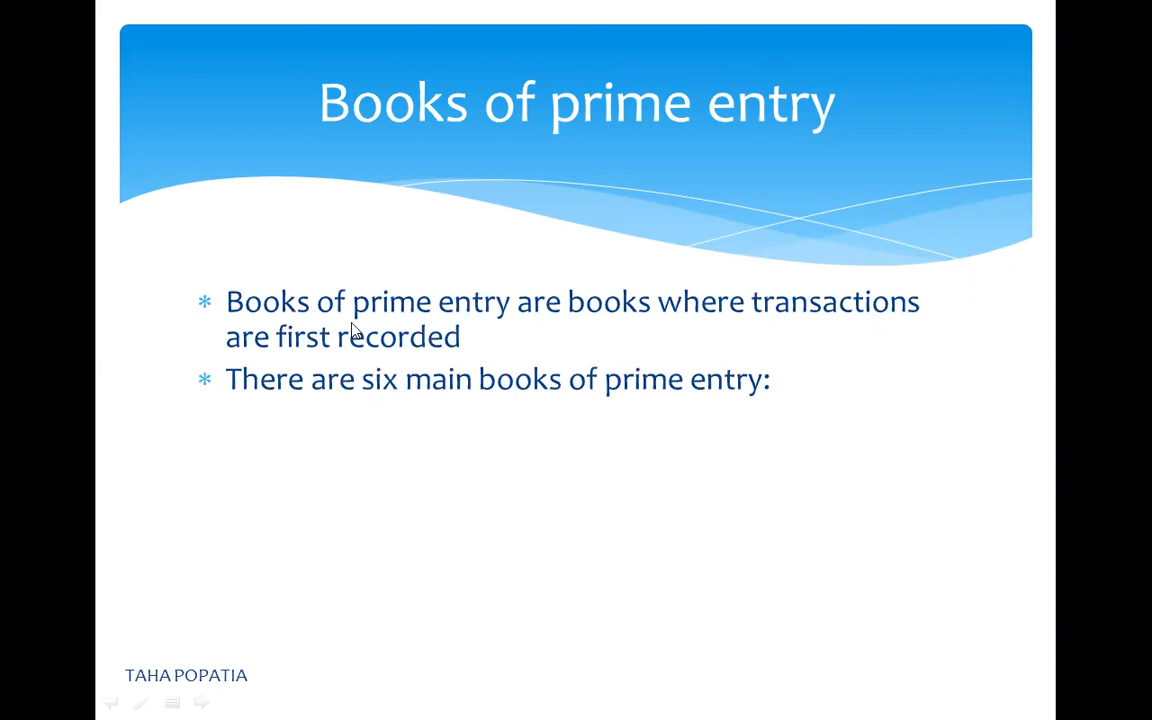 Books of prime entry
* Books of prime entry are books where transactions
are first recorded
* There are six main books of prime entry:
TAHA POPATIA